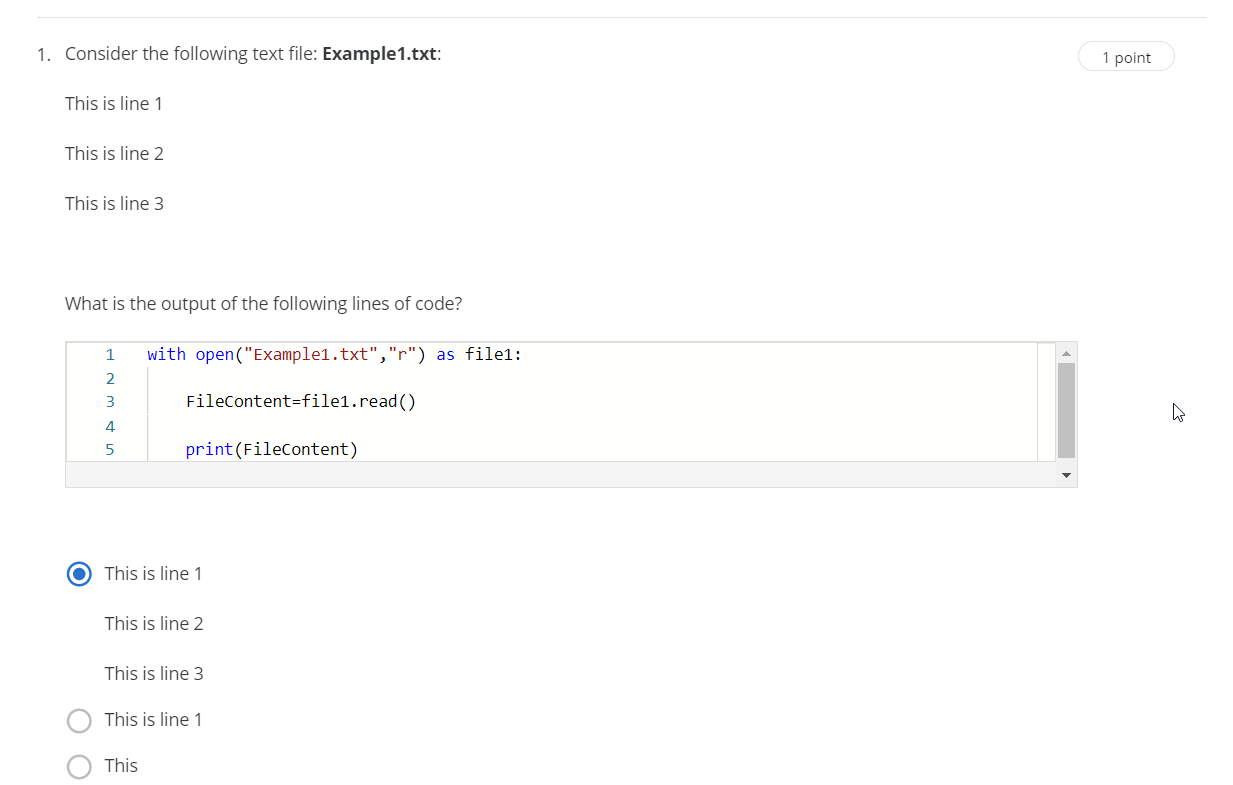 1. Consider the following text file: Example1.txt:
1 point
This is line 1
This is line 2
This is line 3
What is the output of the following lines of code?
1 with open("Example1.txt","r") as file1:
2
3 FileContent=file1.read()
4
5 print(FileContent)
This is line 1
This is line 2
This is line 3
This is line 1
This